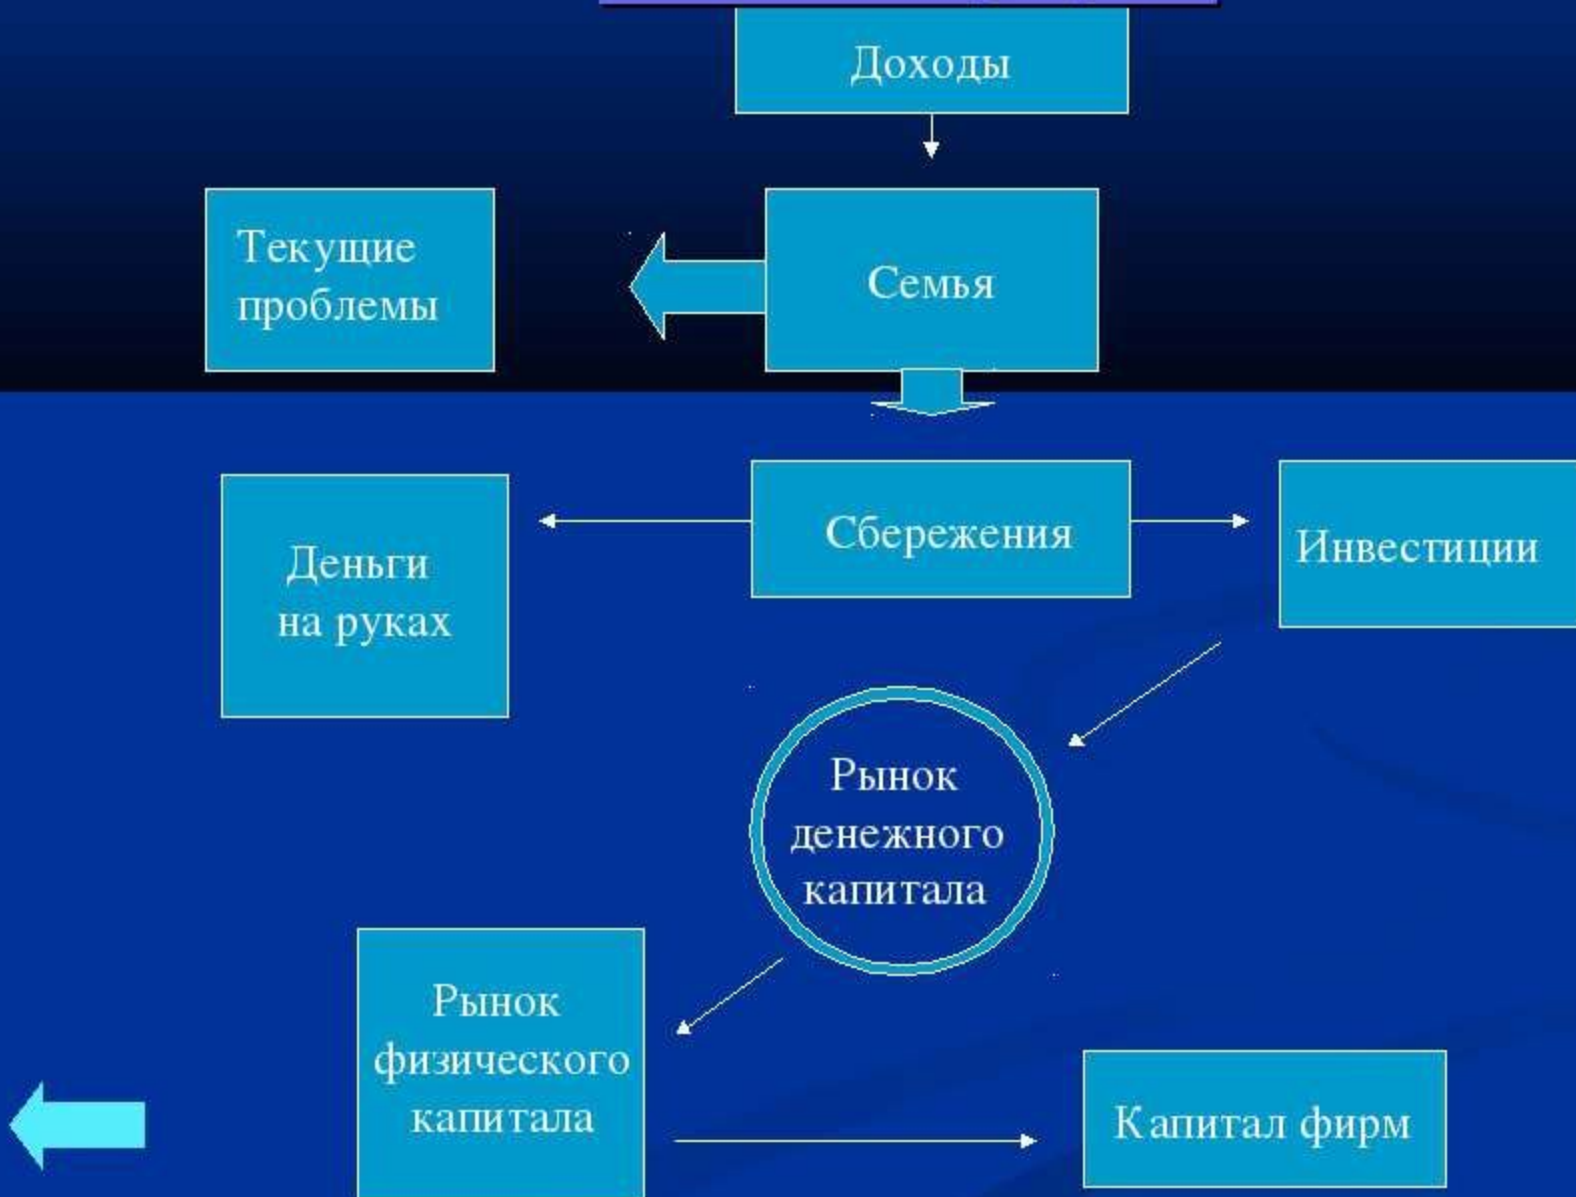 Доходы
Текущие
проблемы
Семья
Деньги
на руках
Сбережения
Инвестиции
Рынок
денежного
капитала
Рынок
физического
капитала
Капитал фирм